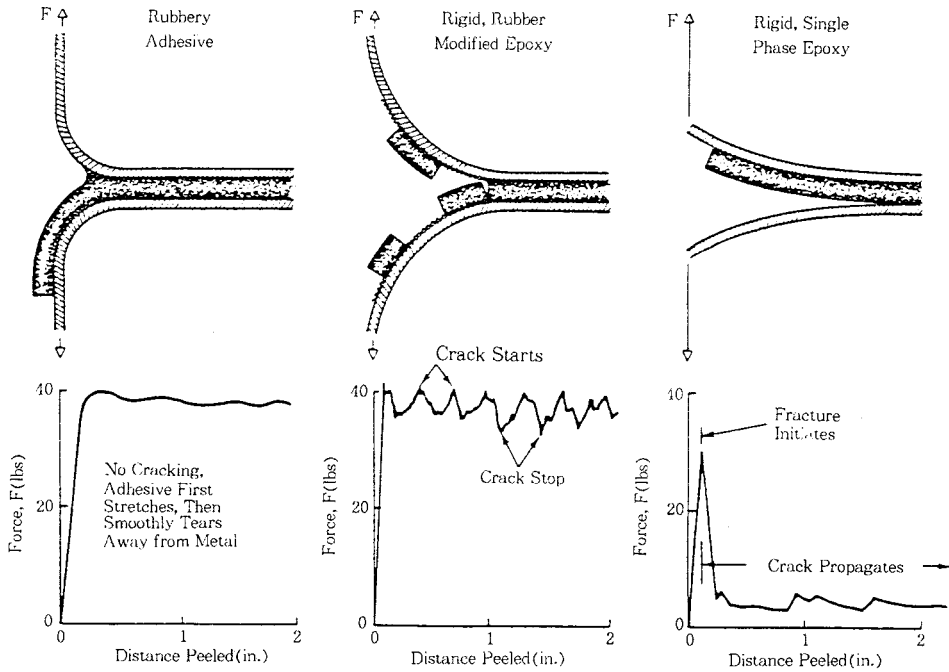 F
Rubbery
Adhesive
F
Rigid, Rubber
Modified Epoxy
F
Rigid, Single
Phase Epoxy
Force, F(lbs)
40
20
0
No Cracking,
Adhesive First
Stretches, Then
Smoothly Tears
Away from Metal
0
1
2
Distance Peeled(in.)
Force, F(lbs)
40
20
0
Crack Starts
Crack Stop
0
1
2
Distance Peeled(in.)
Force, F(lbs)
40
20
0
Fracture
Initiates
Crack Propagates
0
1
2
Distance Peeled(in.)